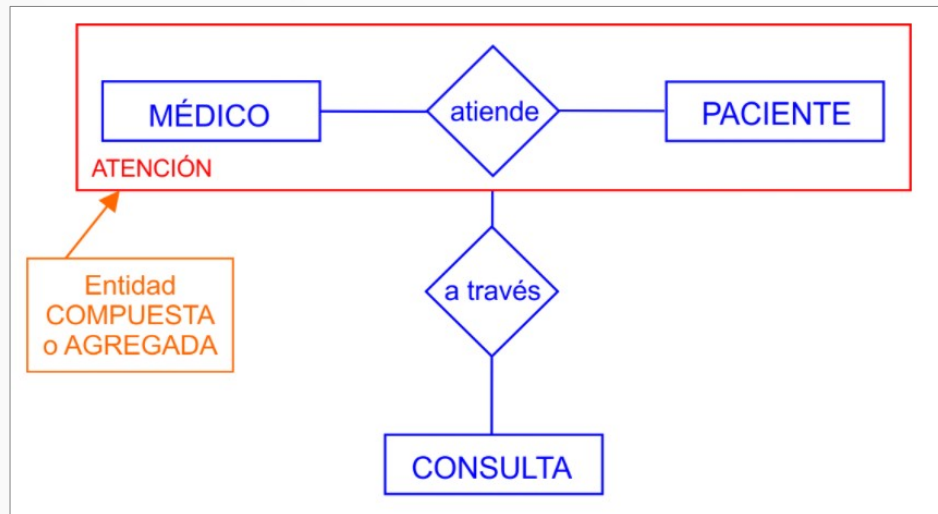 MÉDICO
atiende
PACIENTE
ATENCIÓN
Entidad
COMPUESTA
o AGREGADA
a través
CONSULTA